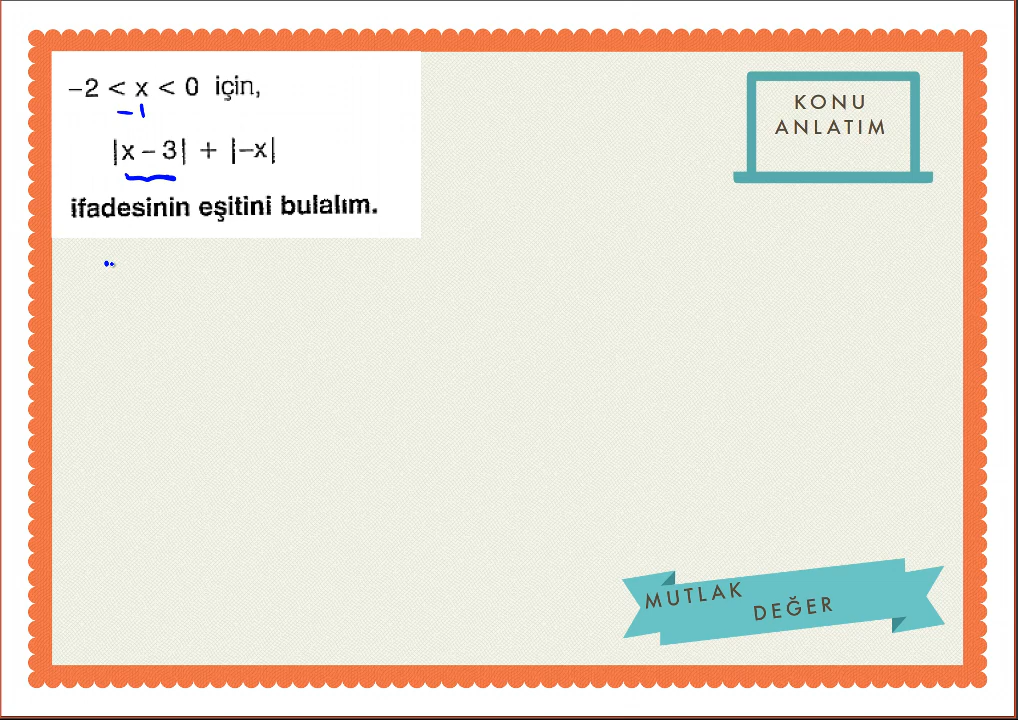 −2 < x < 0 için,
−1
|x − 3| + |−x|
ifadesinin eşitini bulalım.
KONU
ANLATIM
MUTLAK
DEĞER